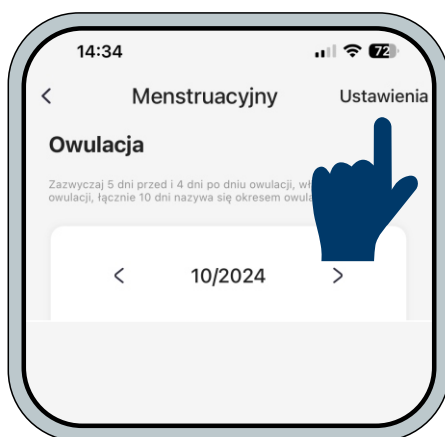 14:34 72
Menstruacyjny Ustawienia
Owulacja
Zazwyczaj 5 dni przed i 4 dni po dniu owulacji,
owulacji, łącznie 10 dni nazywa się okresem
10/2024